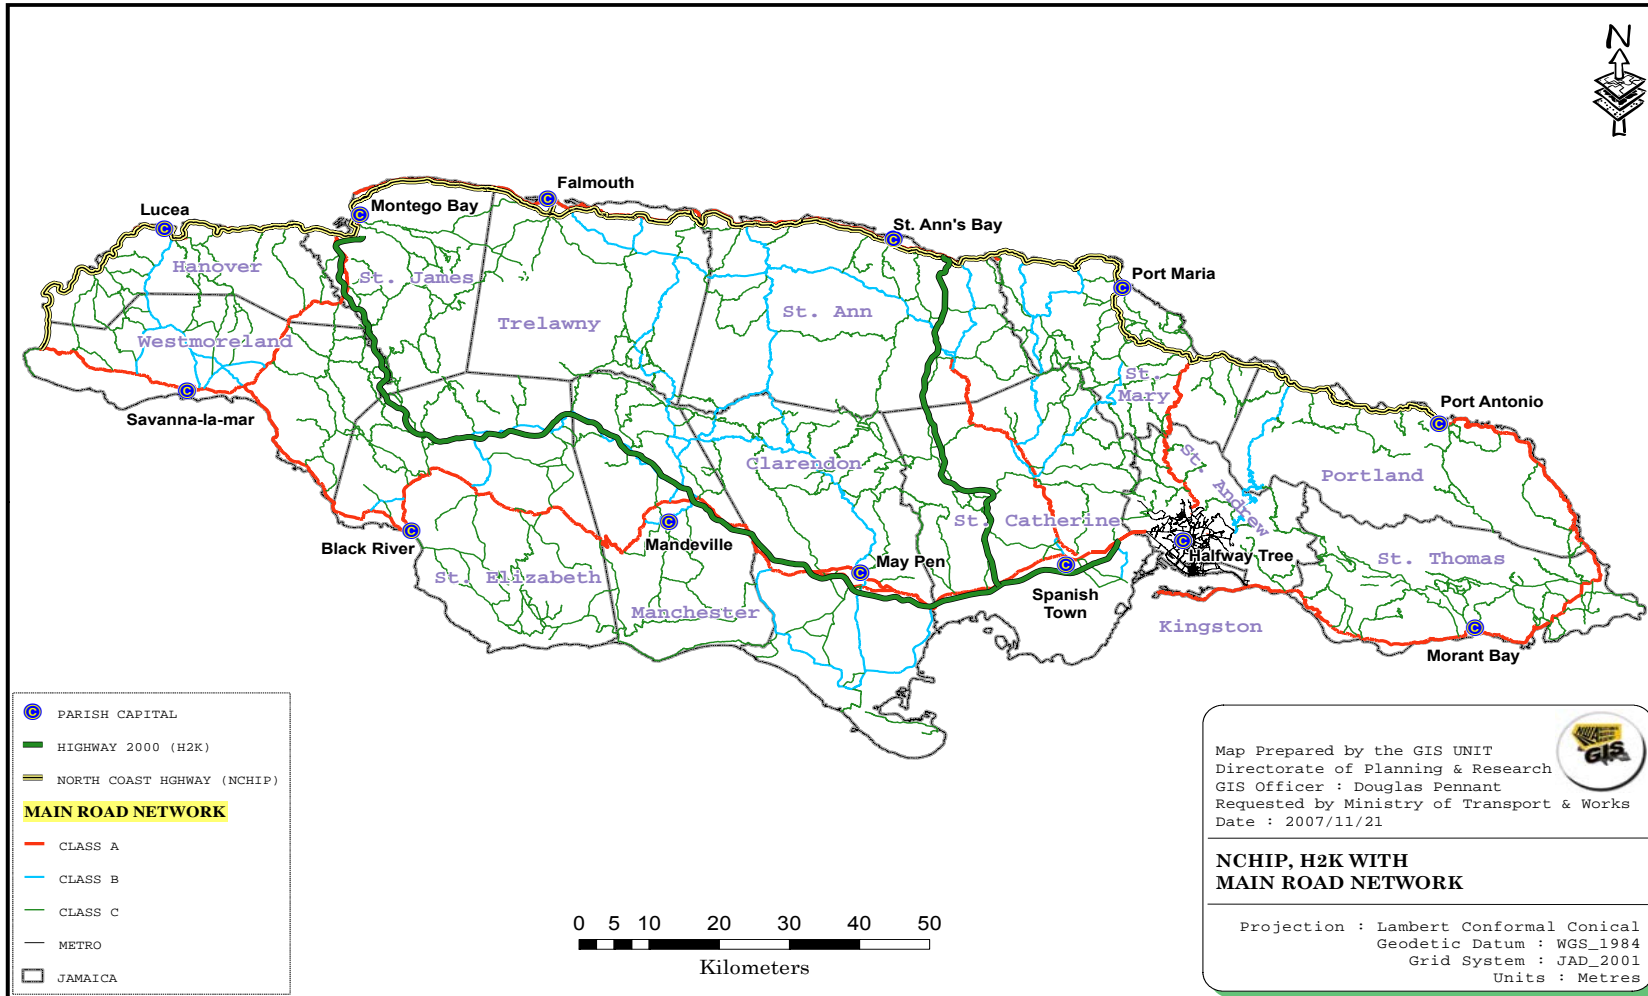 N
Falmouth
Montego Bay
Lucea
St. Ann's Bay
Hanover
St. James
Port Maria
Trelawny
St. Ann
Westmoreland
St.
Mary
Savanna-la-mar
Port Antonio
Clarendon
St. Andrew
Portland
St. Catherine
Black River
Mandeville
May Pen
Halfway Tree
St. Thomas
St. Elizabeth
Manchester
Spanish
Town
Kingston
Morant Bay
C PARISH CAPITAL
HIGHWAY 2000 (H2K)
NORTH COAST HGHWAY (NCHIP)
MAIN ROAD NETWORK
CLASS A
CLASS B
CLASS C
METRO
JAMAICA
0 5 10 20 30 40 50
Kilometers
GIS
Map Prepared by the GIS UNIT
Directorate of Planning & Research
GIS Officer : Douglas Pennant
Requested by Ministry of Transport & Works
Date : 2007/11/21
NCHIP, H2K WITH
MAIN ROAD NETWORK
Projection : Lambert Conformal Conical
Geodetic Datum : WGS_1984
Grid System : JAD_2001
Units : Metres